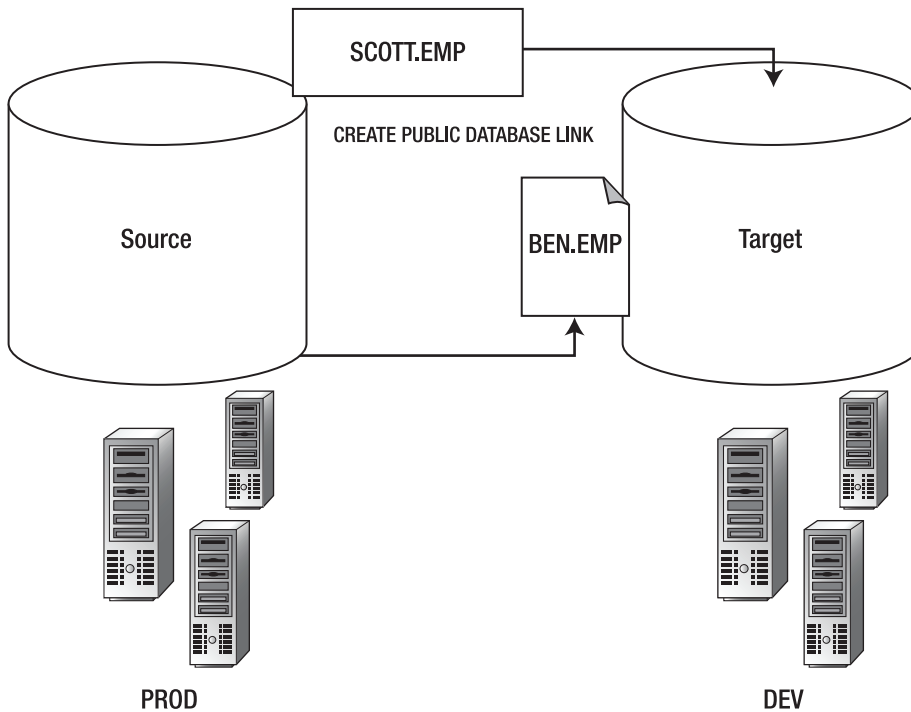 SCOTT.EMP
CREATE PUBLIC DATABASE LINK
Source
BEN.EMP
Target
PROD
DEV